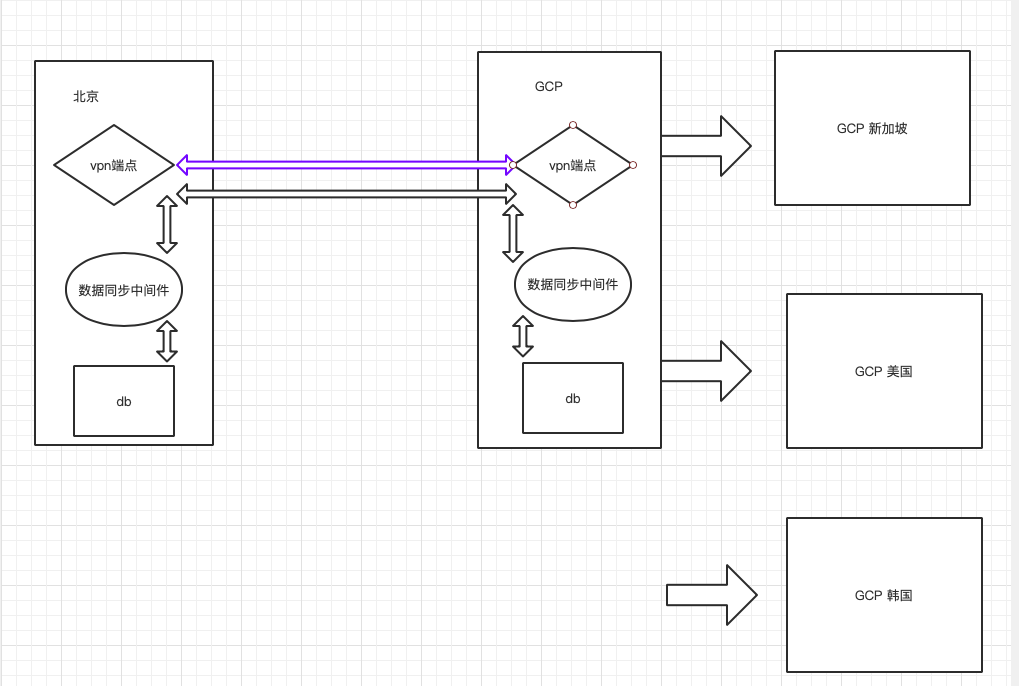 北京
vpn端点
数据同步中间件
db
GCP
vpn端点
数据同步中间件
db
GCP 新加坡
GCP 美国
GCP 韩国